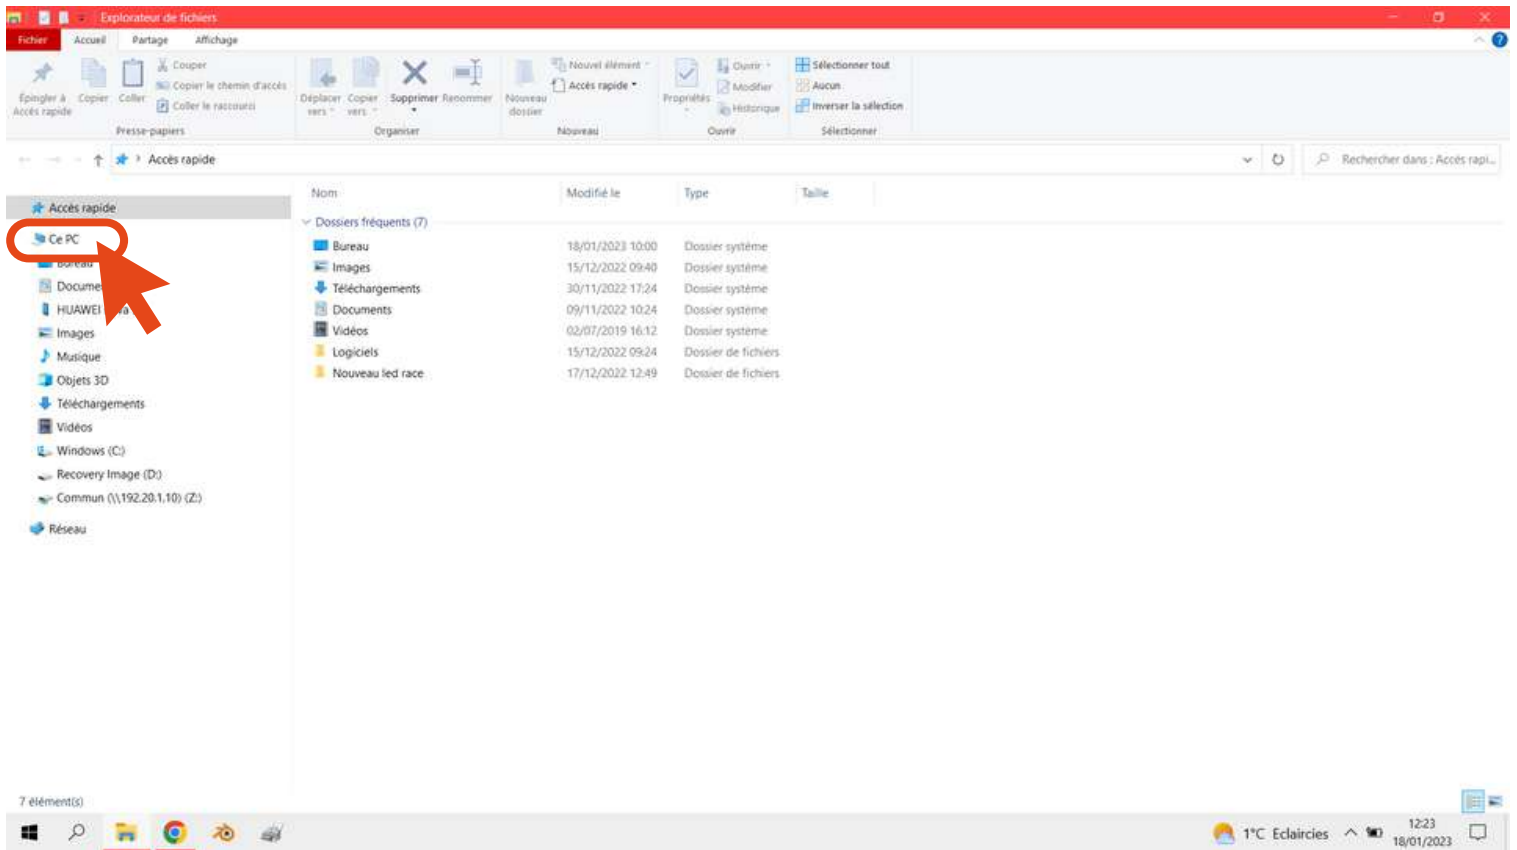 Explorateur de fichiers
Fichier Accueil Partage Affichage
Épingler à Accès rapide
Copier
Coller
Couper
Copier le chemin d'accès
Coller le raccourci
Presse-papiers
Déplacer vers
Copier vers
Supprimer
Renommer
Organiser
Nouveau dossier
Nouvel élément
Accès rapide
Nouveau
Propriétés
Ouvrir
Modifier
Historique
Ouvrir
Sélectionner tout
Aucun
Inverser la sélection
Sélectionner
Accès rapide
Rechercher dans : Accès rapi...
Accès rapide
Ce PC
Bureau
Docume
HUAWEI
Images
Musique
Objets 3D
Téléchargements
Vidéos
Windows (C:)
Recovery Image (D:)
Commun (\\192.20.1.10) (Z:)
Réseau
Nom Modifié le Type Taille
Dossiers fréquents (7)
Bureau 18/01/2023 10:00 Dossier système
Images 15/12/2022 09:40 Dossier système
Téléchargements 30/11/2022 17:24 Dossier système
Documents 09/11/2022 10:24 Dossier système
Vidéos 02/07/2019 16:12 Dossier système
Logiciels 15/12/2022 09:24 Dossier de fichiers
Nouveau led race 17/12/2022 12:49 Dossier de fichiers
7 élément(s)
1°C Eclaircies
12:23
18/01/2023